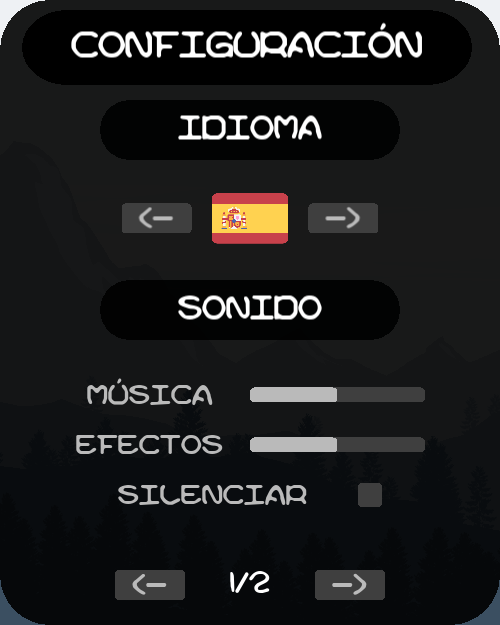 CONFIGURACIÓN
IDIOMA
SONIDO
MÚSICA
EFECTOS
SILENCIAR
1/2